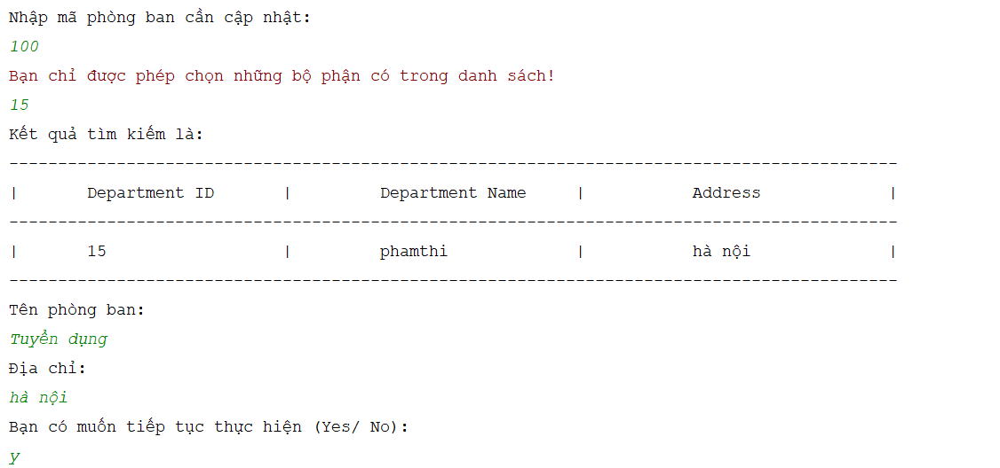 Nhập mã phòng ban cần cập nhật:
100
Bạn chỉ được phép chọn những bộ phận có trong danh sách!
15
Kết quả tìm kiếm là:
-------------------------------------------------------------------------------------------
| Department ID | Department Name | Address |
-------------------------------------------------------------------------------------------
| 15 | phamthi | hà nội |
-------------------------------------------------------------------------------------------
Tên phòng ban:
Tuyển dụng
Địa chỉ:
hà nội
Bạn có muốn tiếp tục thực hiện (Yes/ No):
y